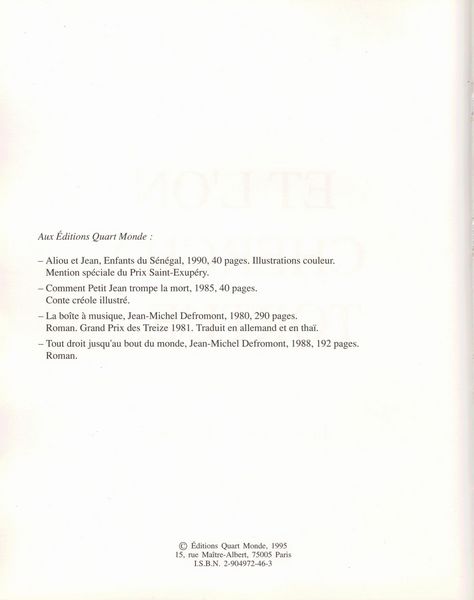 Aux Éditions Quart Monde :
– Aliou et Jean, Enfants du Sénégal, 1990, 40 pages. Illustrations couleur.
Mention spéciale du Prix Saint-Exupéry.
– Comment Petit Jean trompe la mort, 1985, 40 pages.
Conte créole illustré.
– La boîte à musique, Jean-Michel Defromont, 1980, 290 pages.
Roman. Grand Prix des Treize 1981. Traduit en allemand et en thaï.
– Tout droit jusqu'au bout du monde, Jean-Michel Defromont, 1988, 192 pages.
Roman.
© Éditions Quart Monde, 1995
15, rue Maître-Albert, 75005 Paris
I.S.B.N. 2-904972-46-3